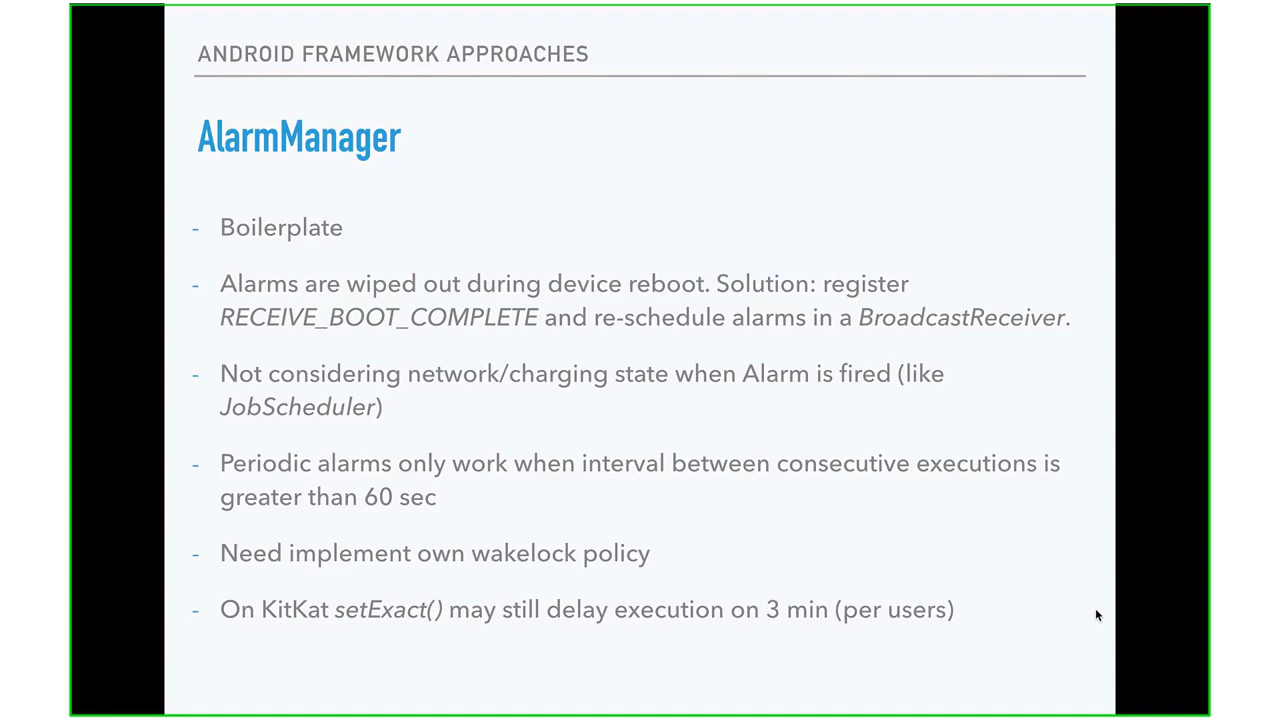 ANDROID FRAMEWORK APPROACHES
AlarmManager
- Boilerplate
- Alarms are wiped out during device reboot. Solution: register
RECEIVE_BOOT_COMPLETE and re-schedule alarms in a BroadcastReceiver.
- Not considering network/charging state when Alarm is fired (like
JobScheduler)
- Periodic alarms only work when interval between consecutive executions is
greater than 60 sec
- Need implement own wakelock policy
- On KitKat setExact() may still delay execution on 3 min (per users)